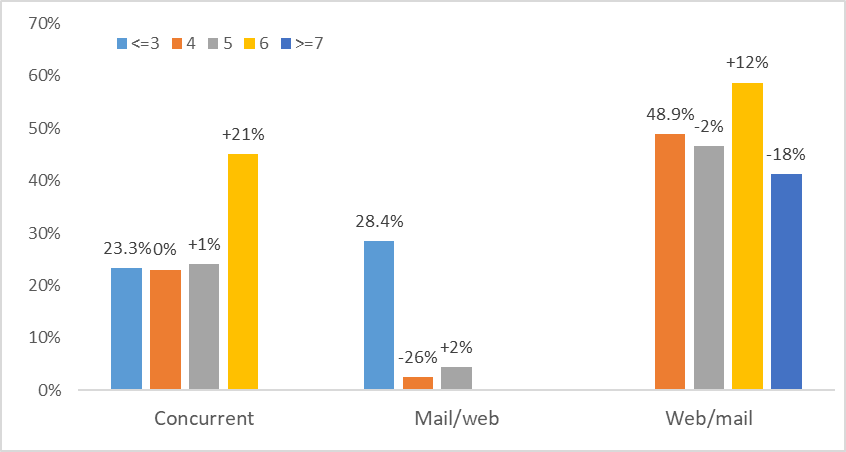 70%
<=3 4 5 6 >=7
60%
50%
40%
30%
20%
10%
0%
23.3% 0% +1% +21%
28.4% -26% +2%
48.9% -2% +12% -18%
Concurrent Mail/web Web/mail